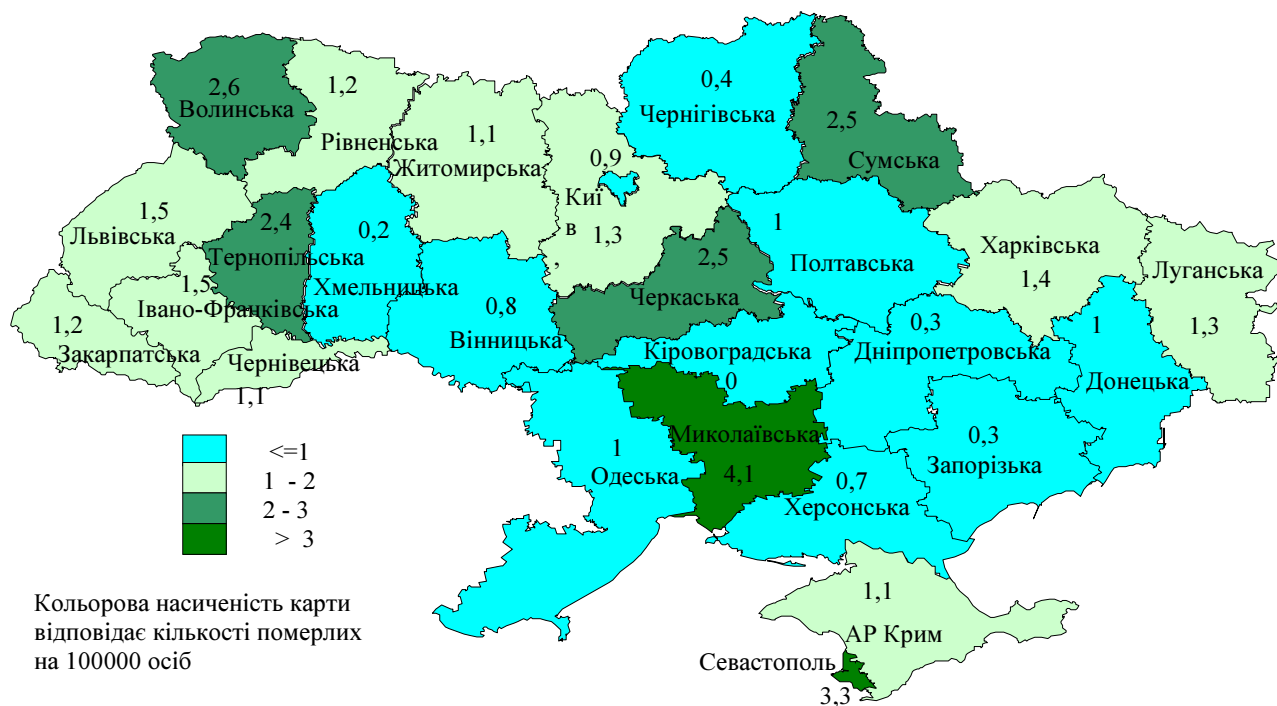 2,6
Волинська
1,2
Рівненська
1,1
Житомирська
0,9
Киї
в
1,3
,
0,4
Чернігівська
2,5
Сумська
1,5
Львівська
2,4
Тернопільська
0,2
Хмельницька
1,5
Івано-Франківська
1,2
Закарпатська
Чернівецька
1,1
0,8
Вінницька
2,5
Черкаська
1
Полтавська
Харківська
1,4
Луганська
1,3
Кіровоградська
0
0,3
Дніпропетровська
1
Донецька
1
Одеська
Миколаївська
4,1
0,7
Херсонська
0,3
Запорізька
1,1
АР Крим
Севастополь
3,3
<=1
1 - 2
2 - 3
> 3
Кольорова насиченість карти
відповідає кількості померлих
на 100000 осіб